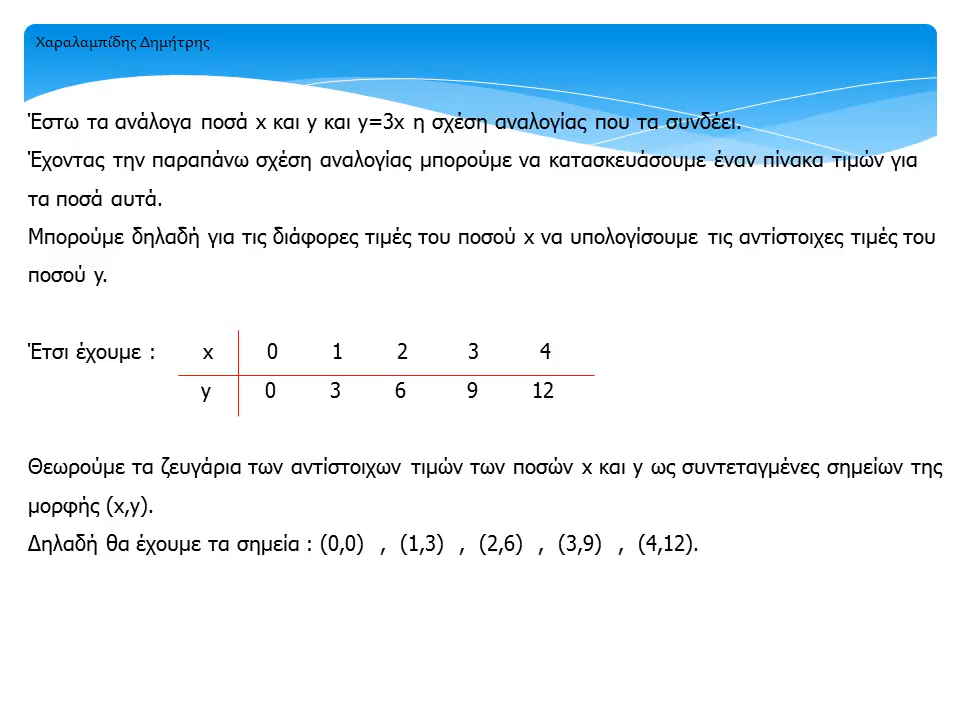 Χαραλαμπίδης Δημήτρης
Έστω τα ανάλογα ποσά x και y και y=3x η σχέση αναλογίας που τα συνδέει.
Έχοντας την παραπάνω σχέση αναλογίας μπορούμε να κατασκευάσουμε έναν πίνακα τιμών για
τα ποσά αυτά.
Μπορούμε δηλαδή για τις διάφορες τιμές του ποσού x να υπολογίσουμε τις αντίστοιχες τιμές του
ποσού y.
Έτσι έχουμε : x 0 1 2 3 4
y 0 3 6 9 12
Θεωρούμε τα ζευγάρια των αντίστοιχων τιμών των ποσών x και y ως συντεταγμένες σημείων της
μορφής (x,y).
Δηλαδή θα έχουμε τα σημεία : (0,0) , (1,3) , (2,6) , (3,9) , (4,12).